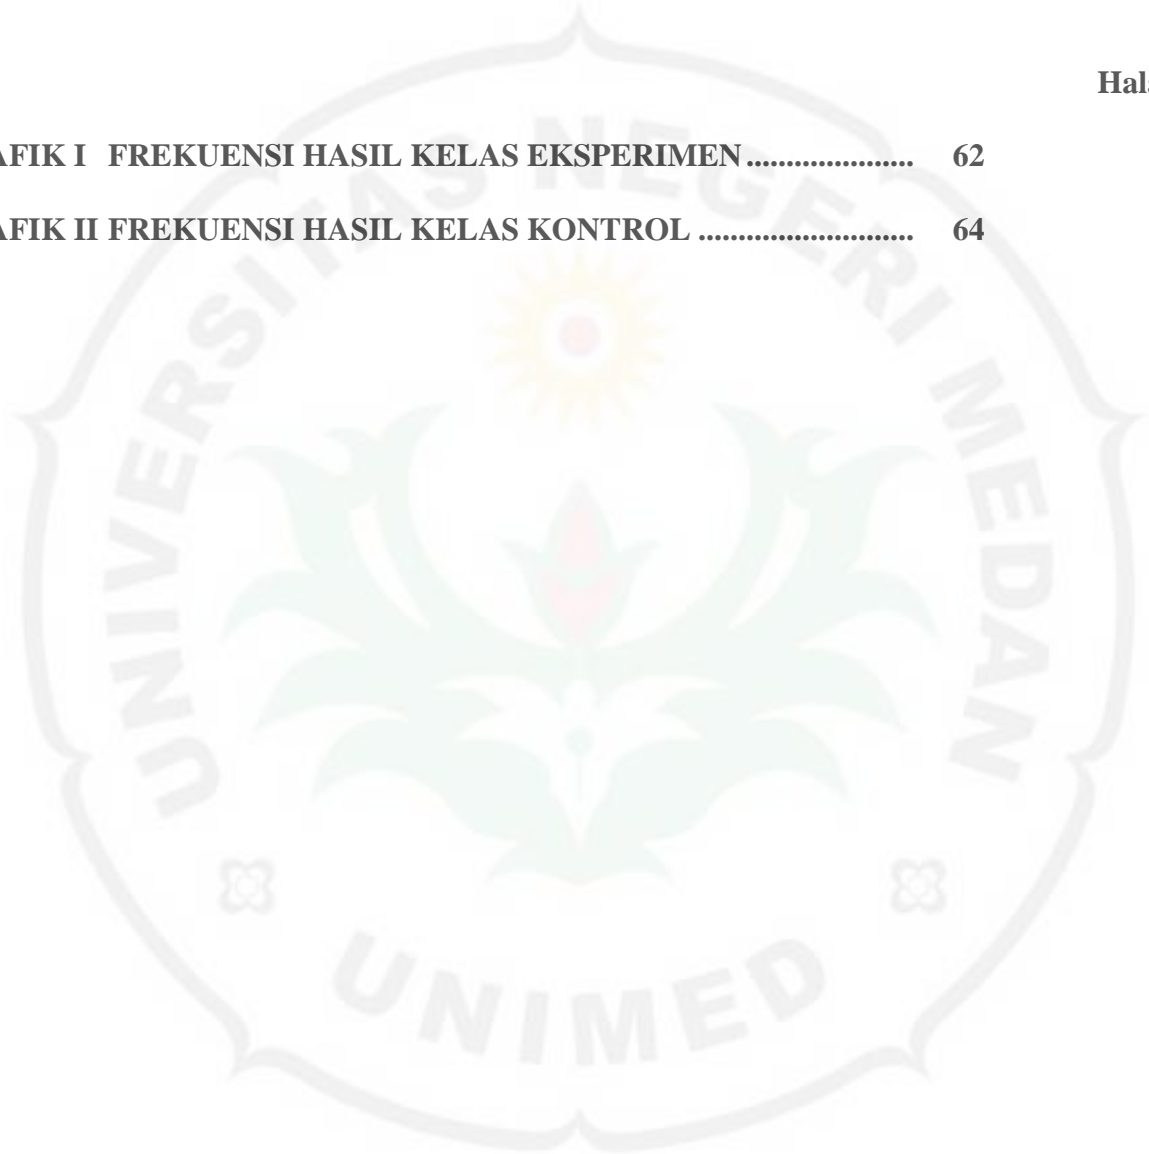 Hal
AFIK I FREKUENSI HASIL KELAS EKSPERIMEN..................... 62
AFIK II FREKUENSI HASIL KELAS KONTROL ........................... 64
UNIVERSITAS NEGERI MEDAN
UNIMED